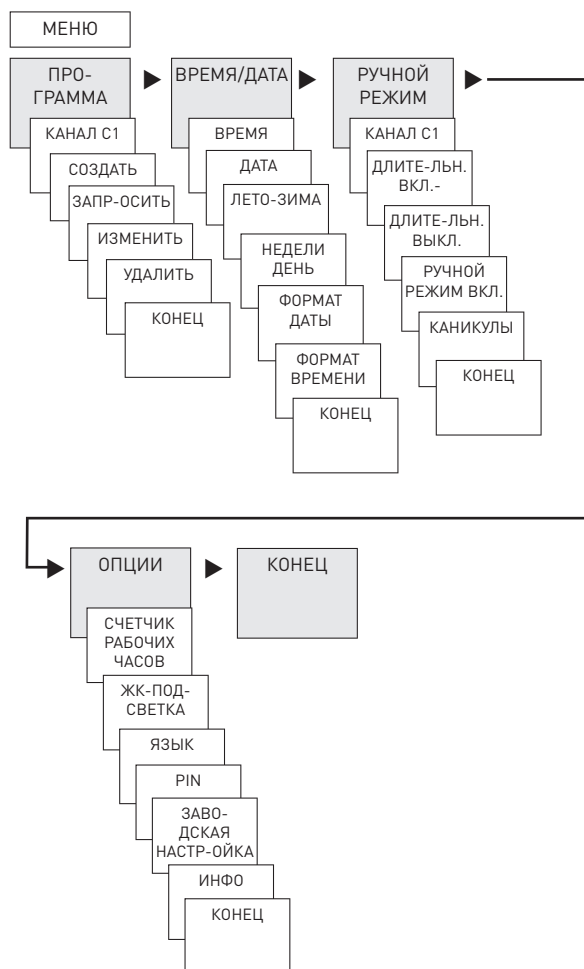 МЕНЮ
ПРО-
ГРАММА
КАНАЛ C1
СОЗДАТЬ
ЗАПР-ОСИТЬ
ИЗМЕНИТЬ
УДАЛИТЬ
КОНЕЦ
ВРЕМЯ/ДАТА
ВРЕМЯ
ДАТА
ЛЕТО-ЗИМА
НЕДЕЛИ
ДЕНЬ
ФОРМАТ
ДАТЫ
ФОРМАТ
ВРЕМЕНИ
КОНЕЦ
РУЧНОЙ
РЕЖИМ
КАНАЛ C1
ДЛИТЕ-ЛЬН.
ВКЛ.-
ДЛИТЕ-ЛЬН.
ВЫКЛ.
РУЧНОЙ
РЕЖИМ ВКЛ.
КАНИКУЛЫ
КОНЕЦ
ОПЦИИ
СЧЕТЧИК
РАБОЧИХ
ЧАСОВ
ЖК-ПОД-
СВЕТКА
ЯЗЫК
PIN
ЗАВО-
ДСКАЯ
НАСТР-ОЙКА
ИНФО
КОНЕЦ
КОНЕЦ